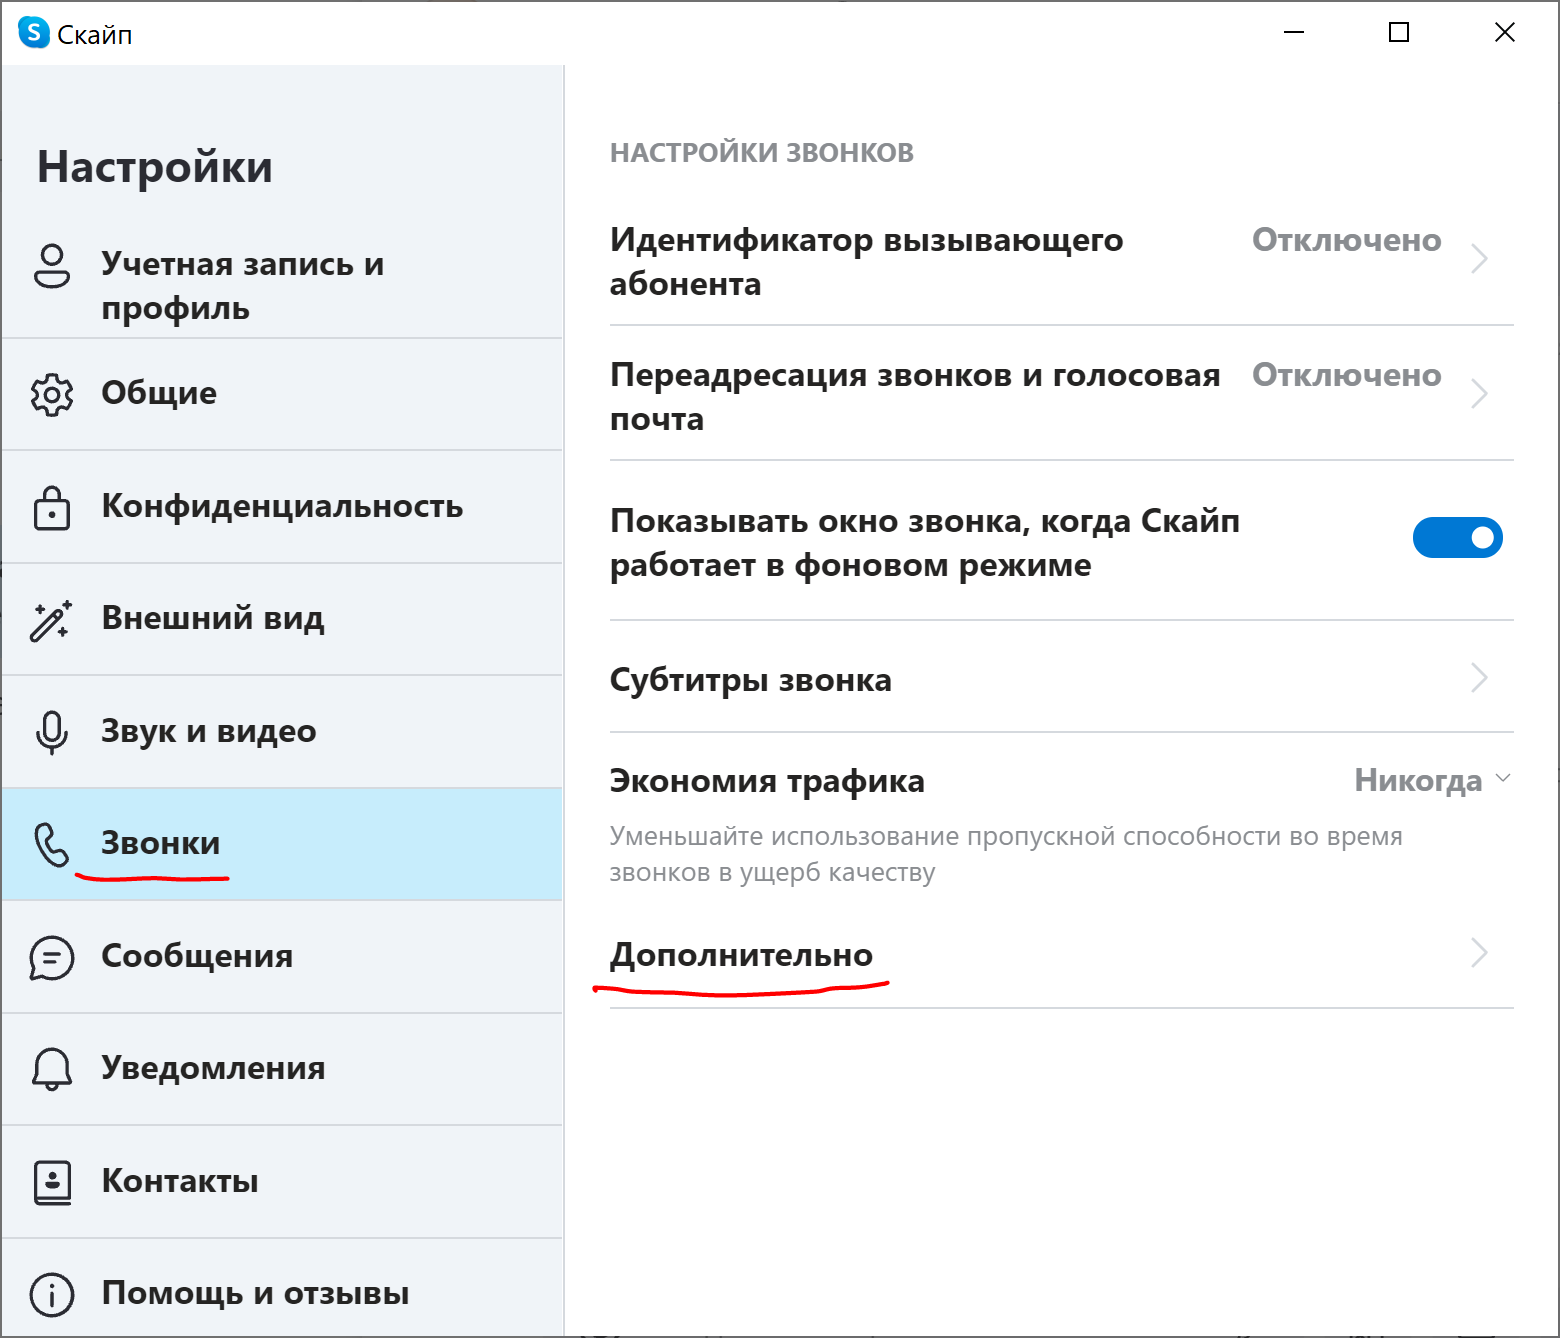 Скайп
Настройки
Учетная запись и
профиль
Общие
Конфиденциальность
Внешний вид
Звук и видео
Звонки
Сообщения
Уведомления
Контакты
Помощь и отзывы
НАСТРОЙКИ ЗВОНКОВ
Идентификатор вызывающего
абонента
Отключено
Переадресация звонков и голосовая
почта
Отключено
Показывать окно звонка, когда Скайп
работает в фоновом режиме
Субтитры звонка
Экономия трафика
Никогда
Уменьшайте использование пропускной способности во время
звонков в ущерб качеству
Дополнительно